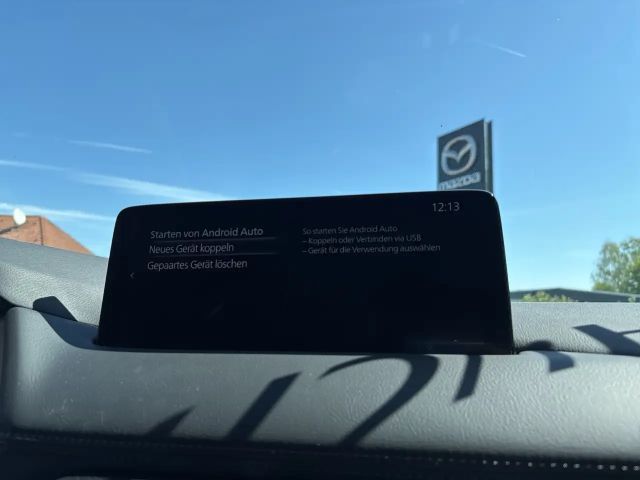 mazda
12:13
Starten von Android Auto
Neues Gerät koppeln
Gepaartes Gerät löschen
So starten Sie Android Auto
– Koppeln oder Verbinden via USB
– Gerät für die Verwendung auswählen